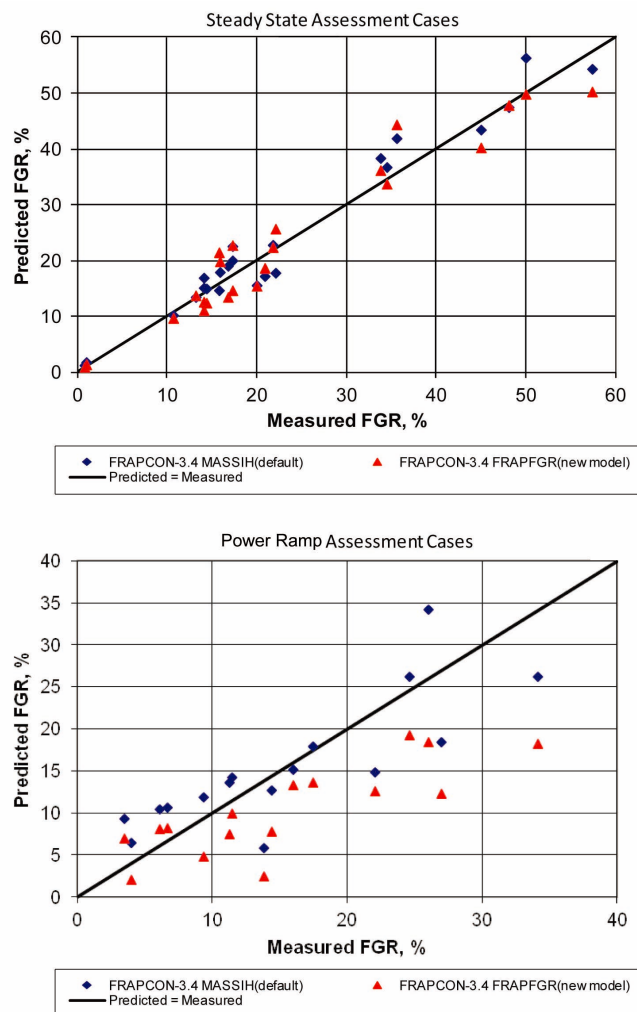 Steady State Assessment Cases
Predicted FGR, %
60
50
40
30
20
10
0
0 10 20 30 40 50 60
Measured FGR, %
FRAPCON-3.4 MASSIH(default) FRAPCON-3.4 FRAPFGR(new model)
Predicted = Measured
Power Ramp Assessment Cases
Predicted FGR, %
40
35
30
25
20
15
10
5
0
0 10 20 30 40
Measured FGR, %
FRAPCON-3.4 MASSIH(default) FRAPCON-3.4 FRAPFGR(new model)
Predicted = Measured